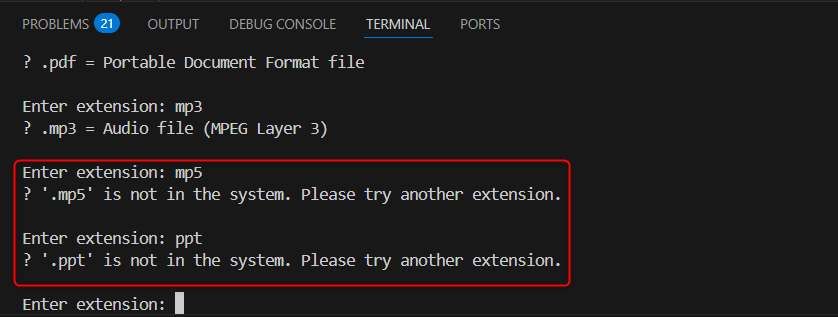 PROBLEMS 21 OUTPUT DEBUG CONSOLE TERMINAL PORTS
? .pdf = Portable Document Format file
Enter extension: mp3
? .mp3 = Audio file (MPEG Layer 3)
Enter extension: mp5
? '.mp5' is not in the system. Please try another extension.
Enter extension: ppt
? '.ppt' is not in the system. Please try another extension.
Enter extension: